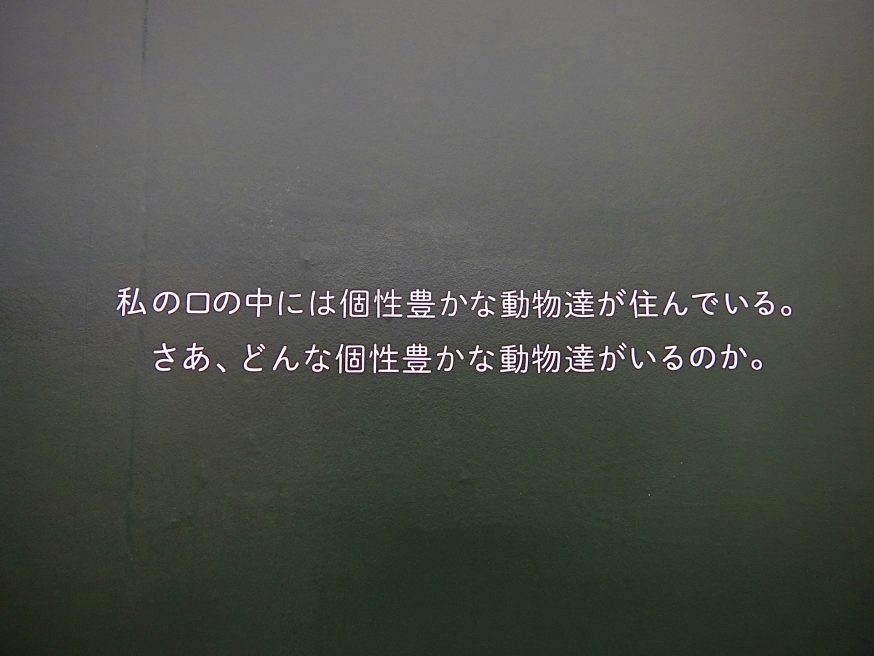 私の口の中には個性豊かな動物達が住んでいる。
さあ、どんな個性豊かな動物達がいるのか。